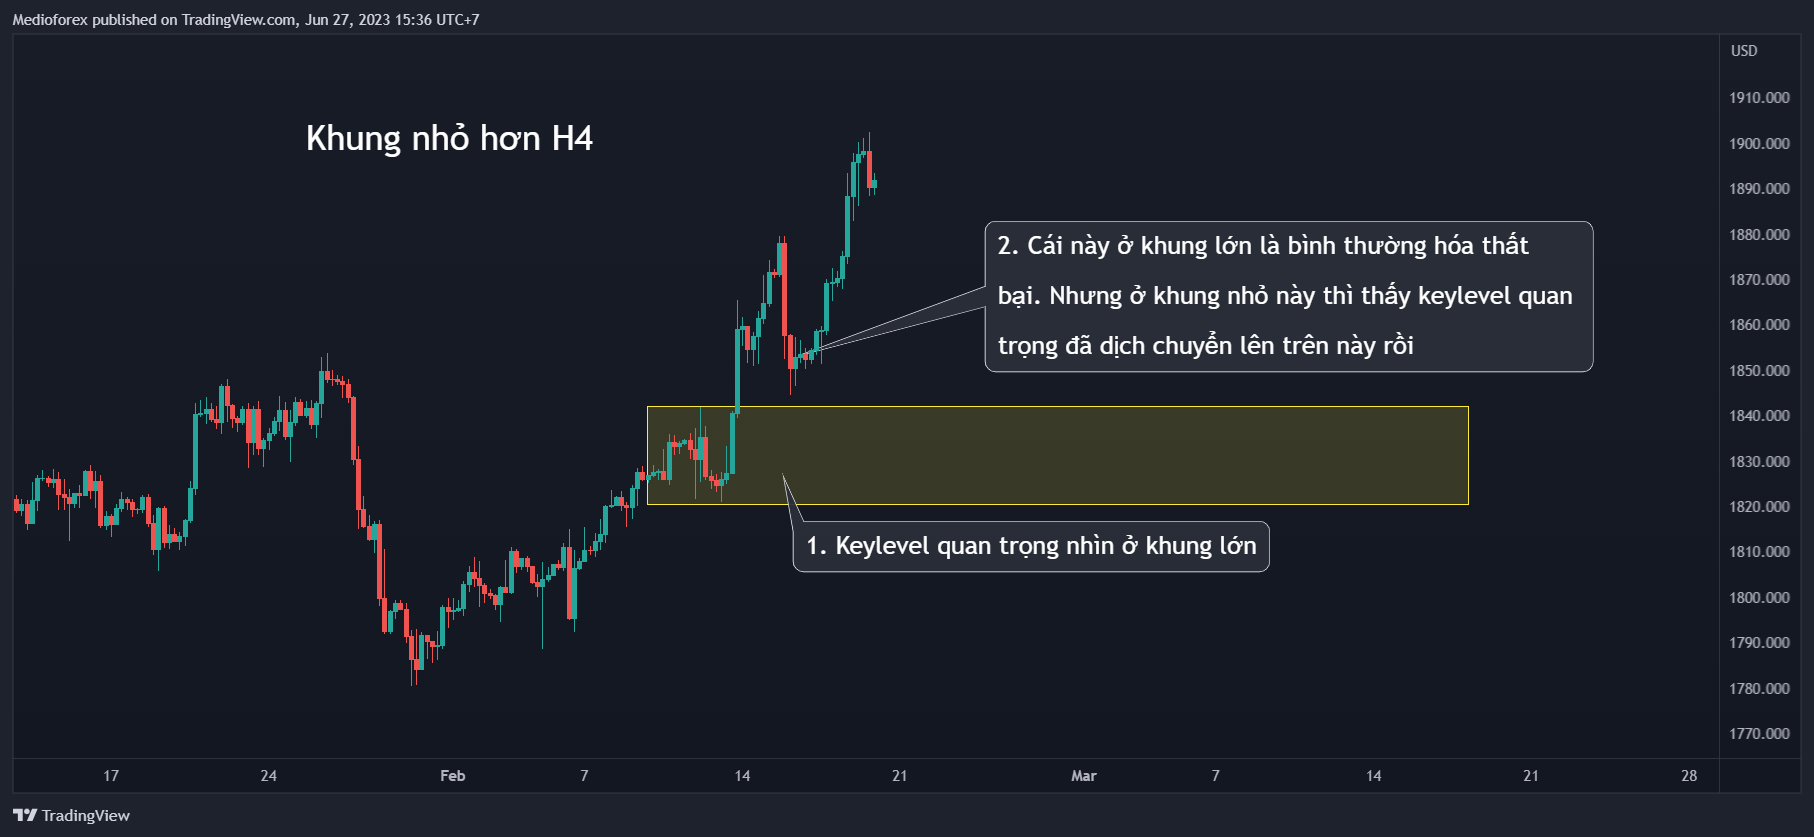 Medioforex published on TradingView.com, Jun 27, 2023 15:36 UTC+7
USD
1910.000
Khung nhỏ hơn H4
1900.000
1890.000
2. Cái này ở khung lớn là bình thường hóa thất
bại. Nhưng ở khung nhỏ này thì thấy keylevel quan
trọng đã dịch chuyển lên trên này rồi
1880.000
1870.000
1860.000
1850.000
1840.000
1830.000
1820.000
1. Keylevel quan trọng nhìn ở khung lớn
1810.000
1800.000
1790.000
1780.000
1770.000
17 24 Feb 7 14 21 Mar 7 14 21 28
TradingView